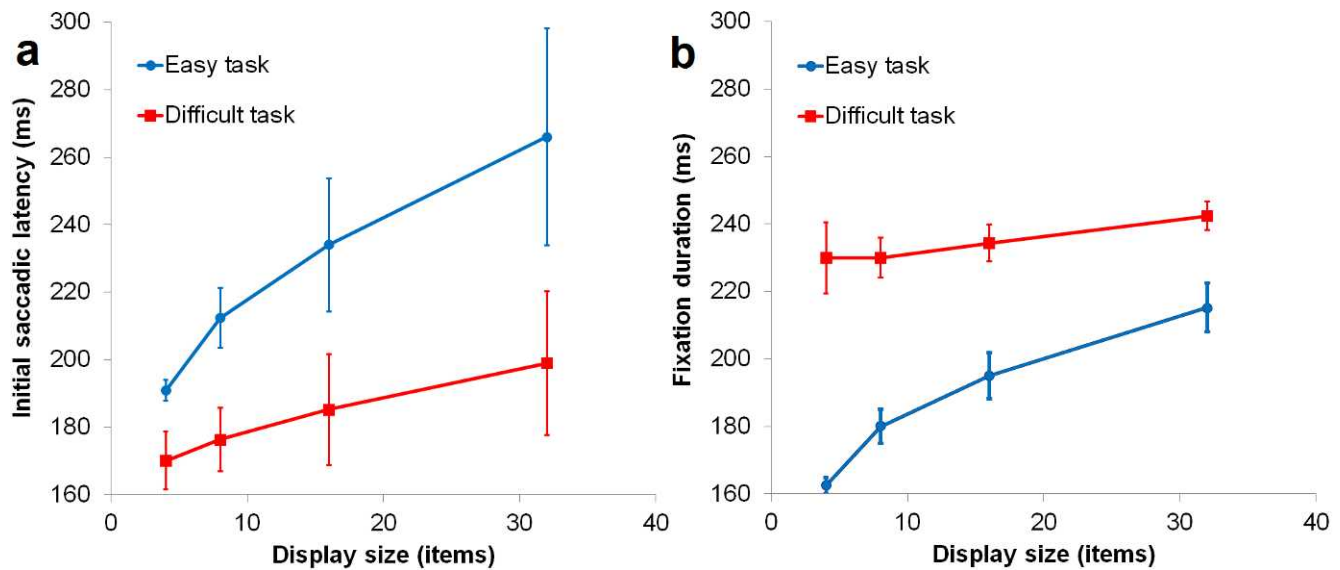 a
Easy task
Difficult task
Initial saccadic latency (ms)
300
280
260
240
220
200
180
160
0 10 20 30 40
Display size (items)
b
Easy task
Difficult task
Fixation duration (ms)
300
280
260
240
220
200
180
160
0 10 20 30 40
Display size (items)